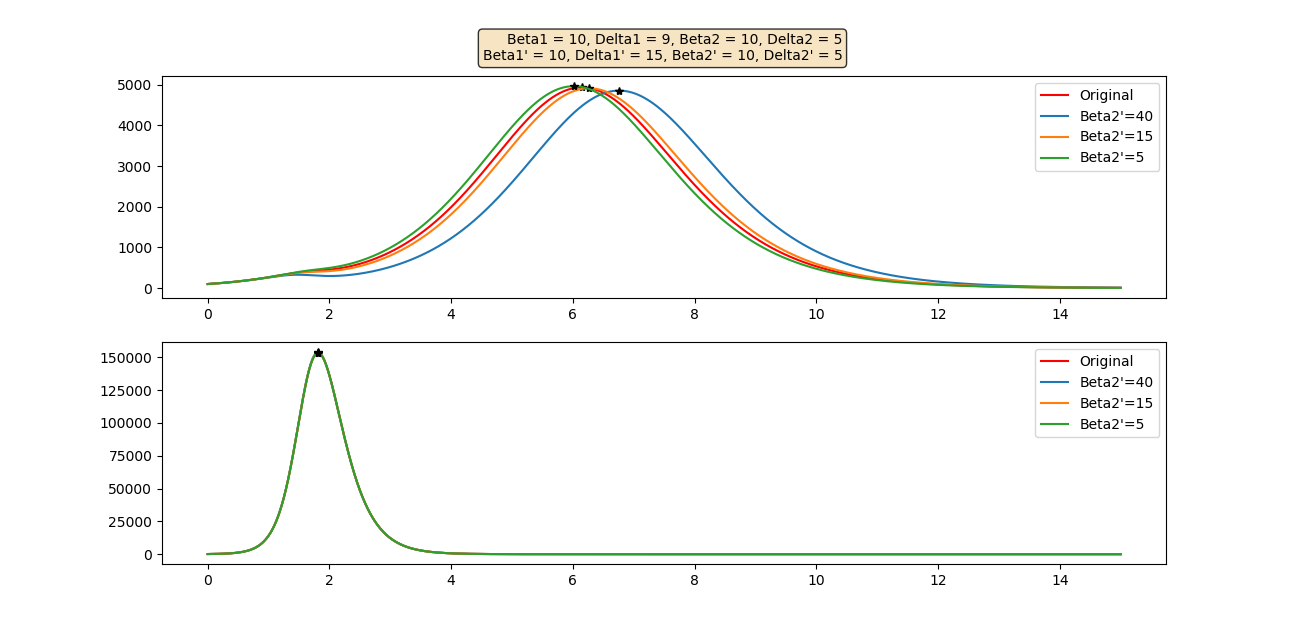 Beta1 = 10, Delta1 = 9, Beta2 = 10, Delta2 = 5
Beta1' = 10, Delta1' = 15, Beta2' = 10, Delta2' = 5
5000
4000
3000
2000
1000
0
0 2 4 6 8 10 12 14
Original
Beta2'=40
Beta2'=15
Beta2'=5
150000
125000
100000
75000
50000
25000
0
0 2 4 6 8 10 12 14
Original
Beta2'=40
Beta2'=15
Beta2'=5